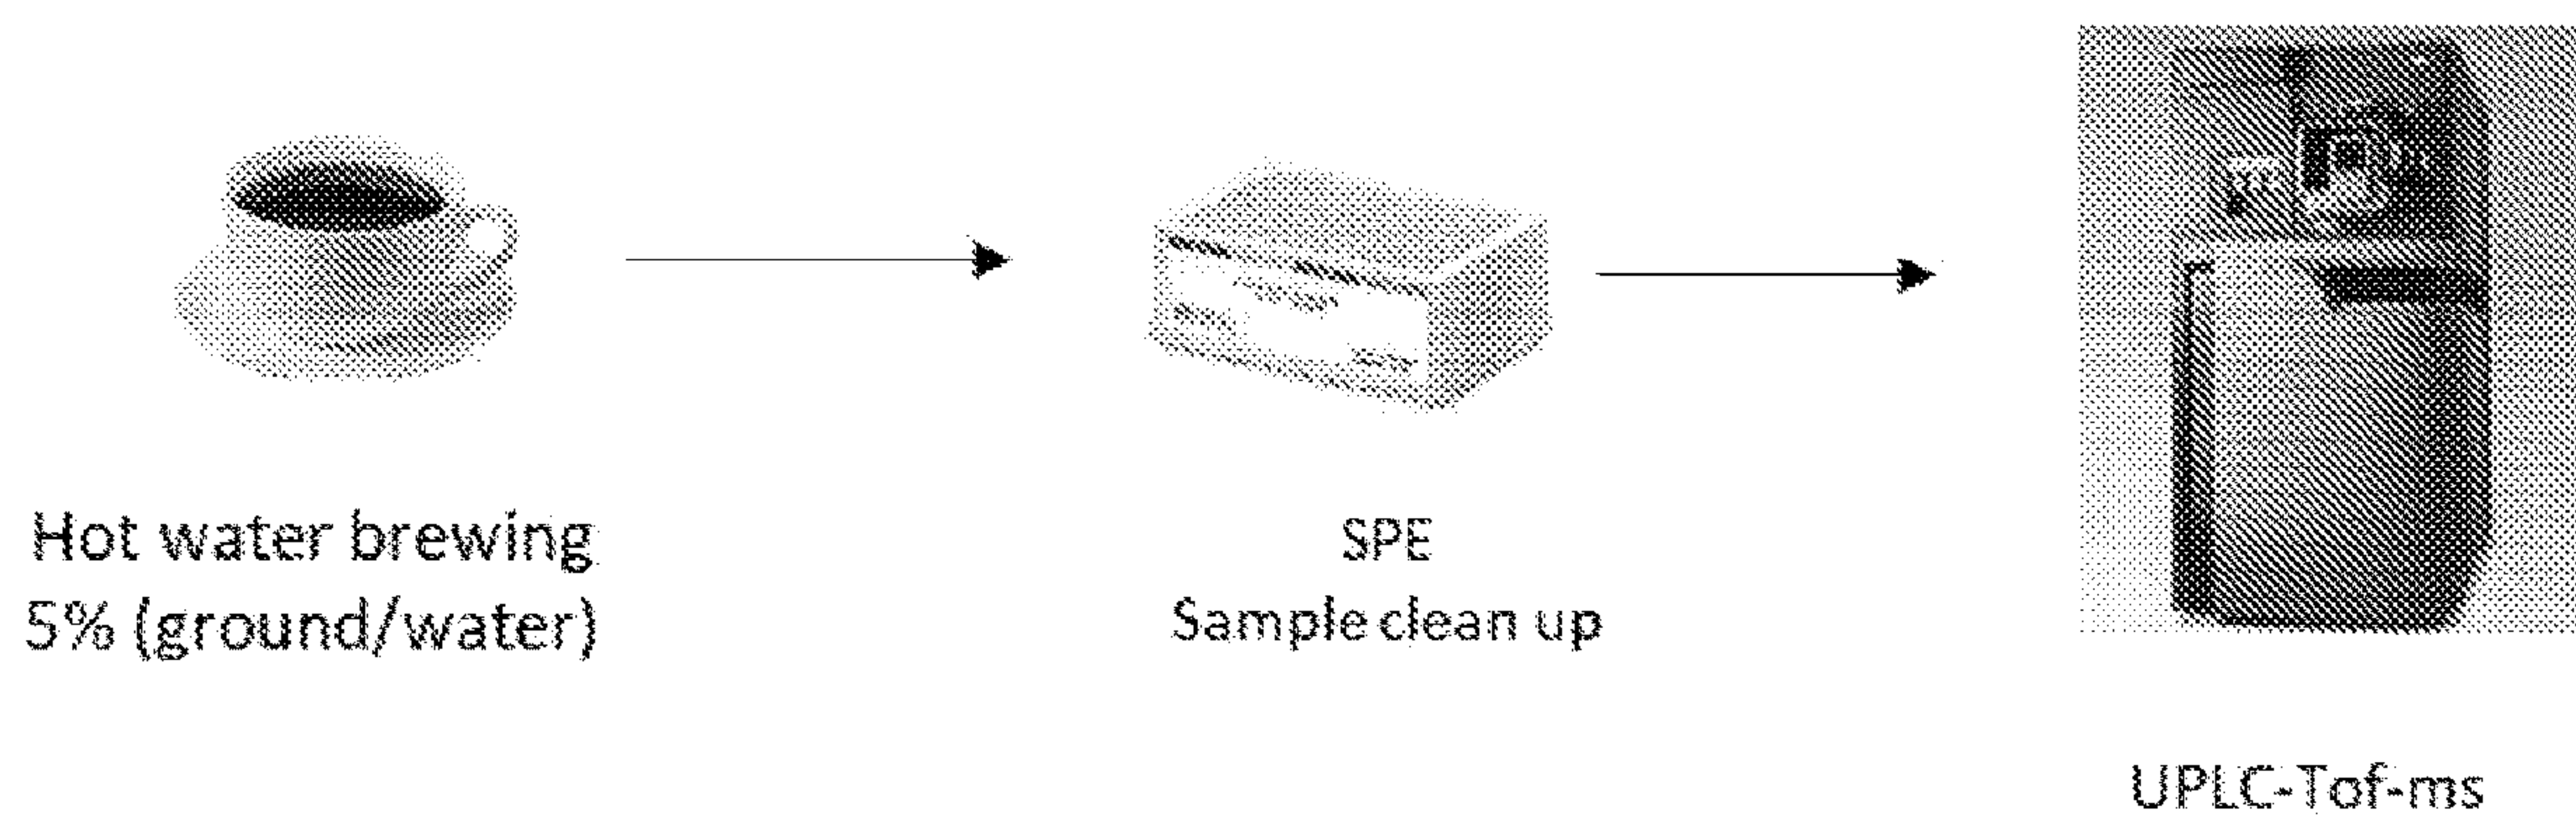 Hot water brewing
5% (ground/water)
SPE
Sample clean up
UPLC-Tof-ms